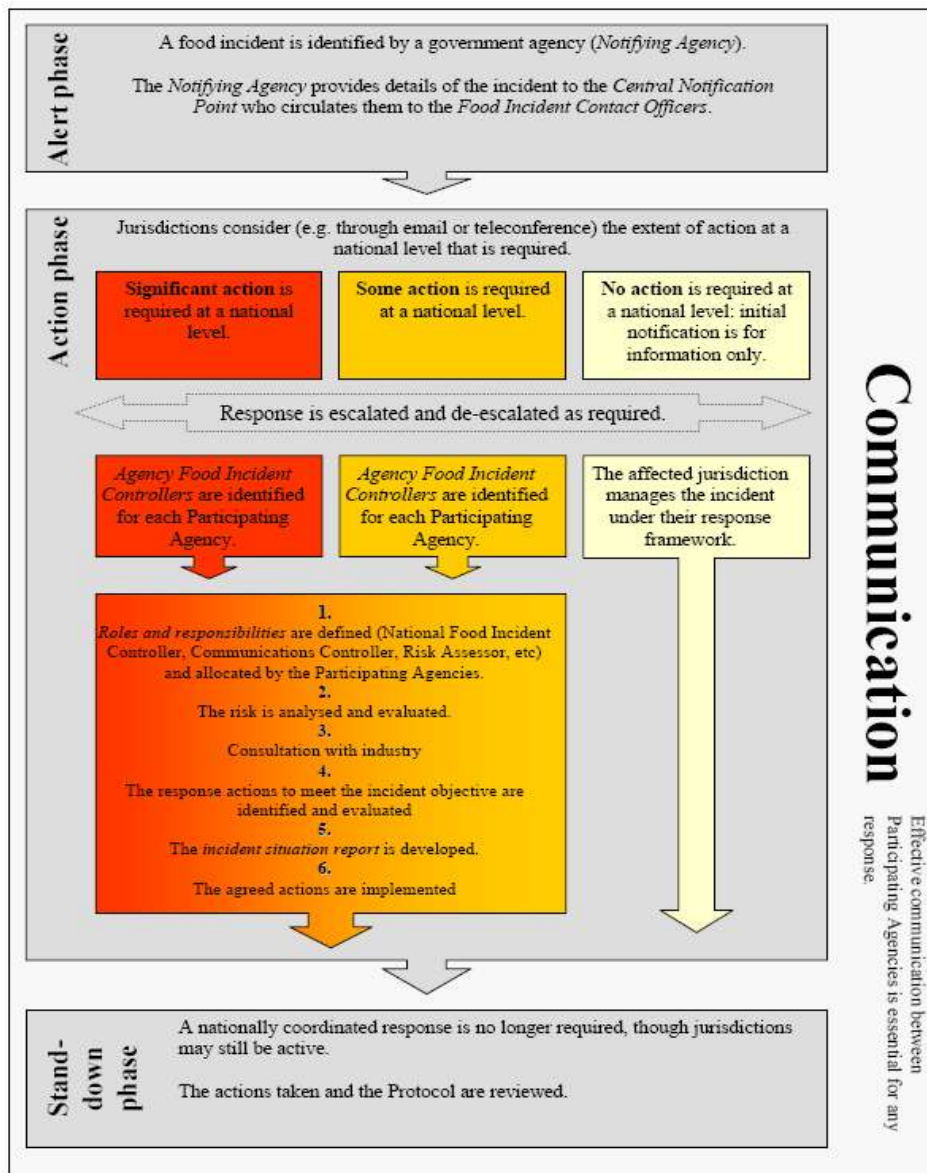 Alert phase
A food incident is identified by a government agency (Notifying Agency).
The Notifying Agency provides details of the incident to the Central Notification
Point who circulates them to the Food Incident Contact Officers.
Action phase
Jurisdictions consider (e.g. through email or teleconference) the extent of action at a
national level that is required.
Significant action is
required at a national
level.
Some action is required
at a national level.
No action is required at
a national level: initial
notification is for
information only.
Response is escalated and de-escalated as required.
Agency Food Incident
Controllers are identified
for each Participating
Agency.
Agency Food Incident
Controllers are identified
for each Participating
Agency.
The affected jurisdiction
manages the incident
under their response
framework.
1.
Roles and responsibilities are defined (National Food Incident
Controller, Communications Controller, Risk Assessor, etc)
and allocated by the Participating Agencies.
2.
The risk is analysed and evaluated.
3.
Consultation with industry
4.
The response actions to meet the incident objective are
identified and evaluated
5.
The incident situation report is developed.
6.
The agreed actions are implemented
Stand-
down
phase
A nationally coordinated response is no longer required, though jurisdictions
may still be active.
The actions taken and the Protocol are reviewed.
Communication
Effective communication between
Participating Agencies is essential for any
response.